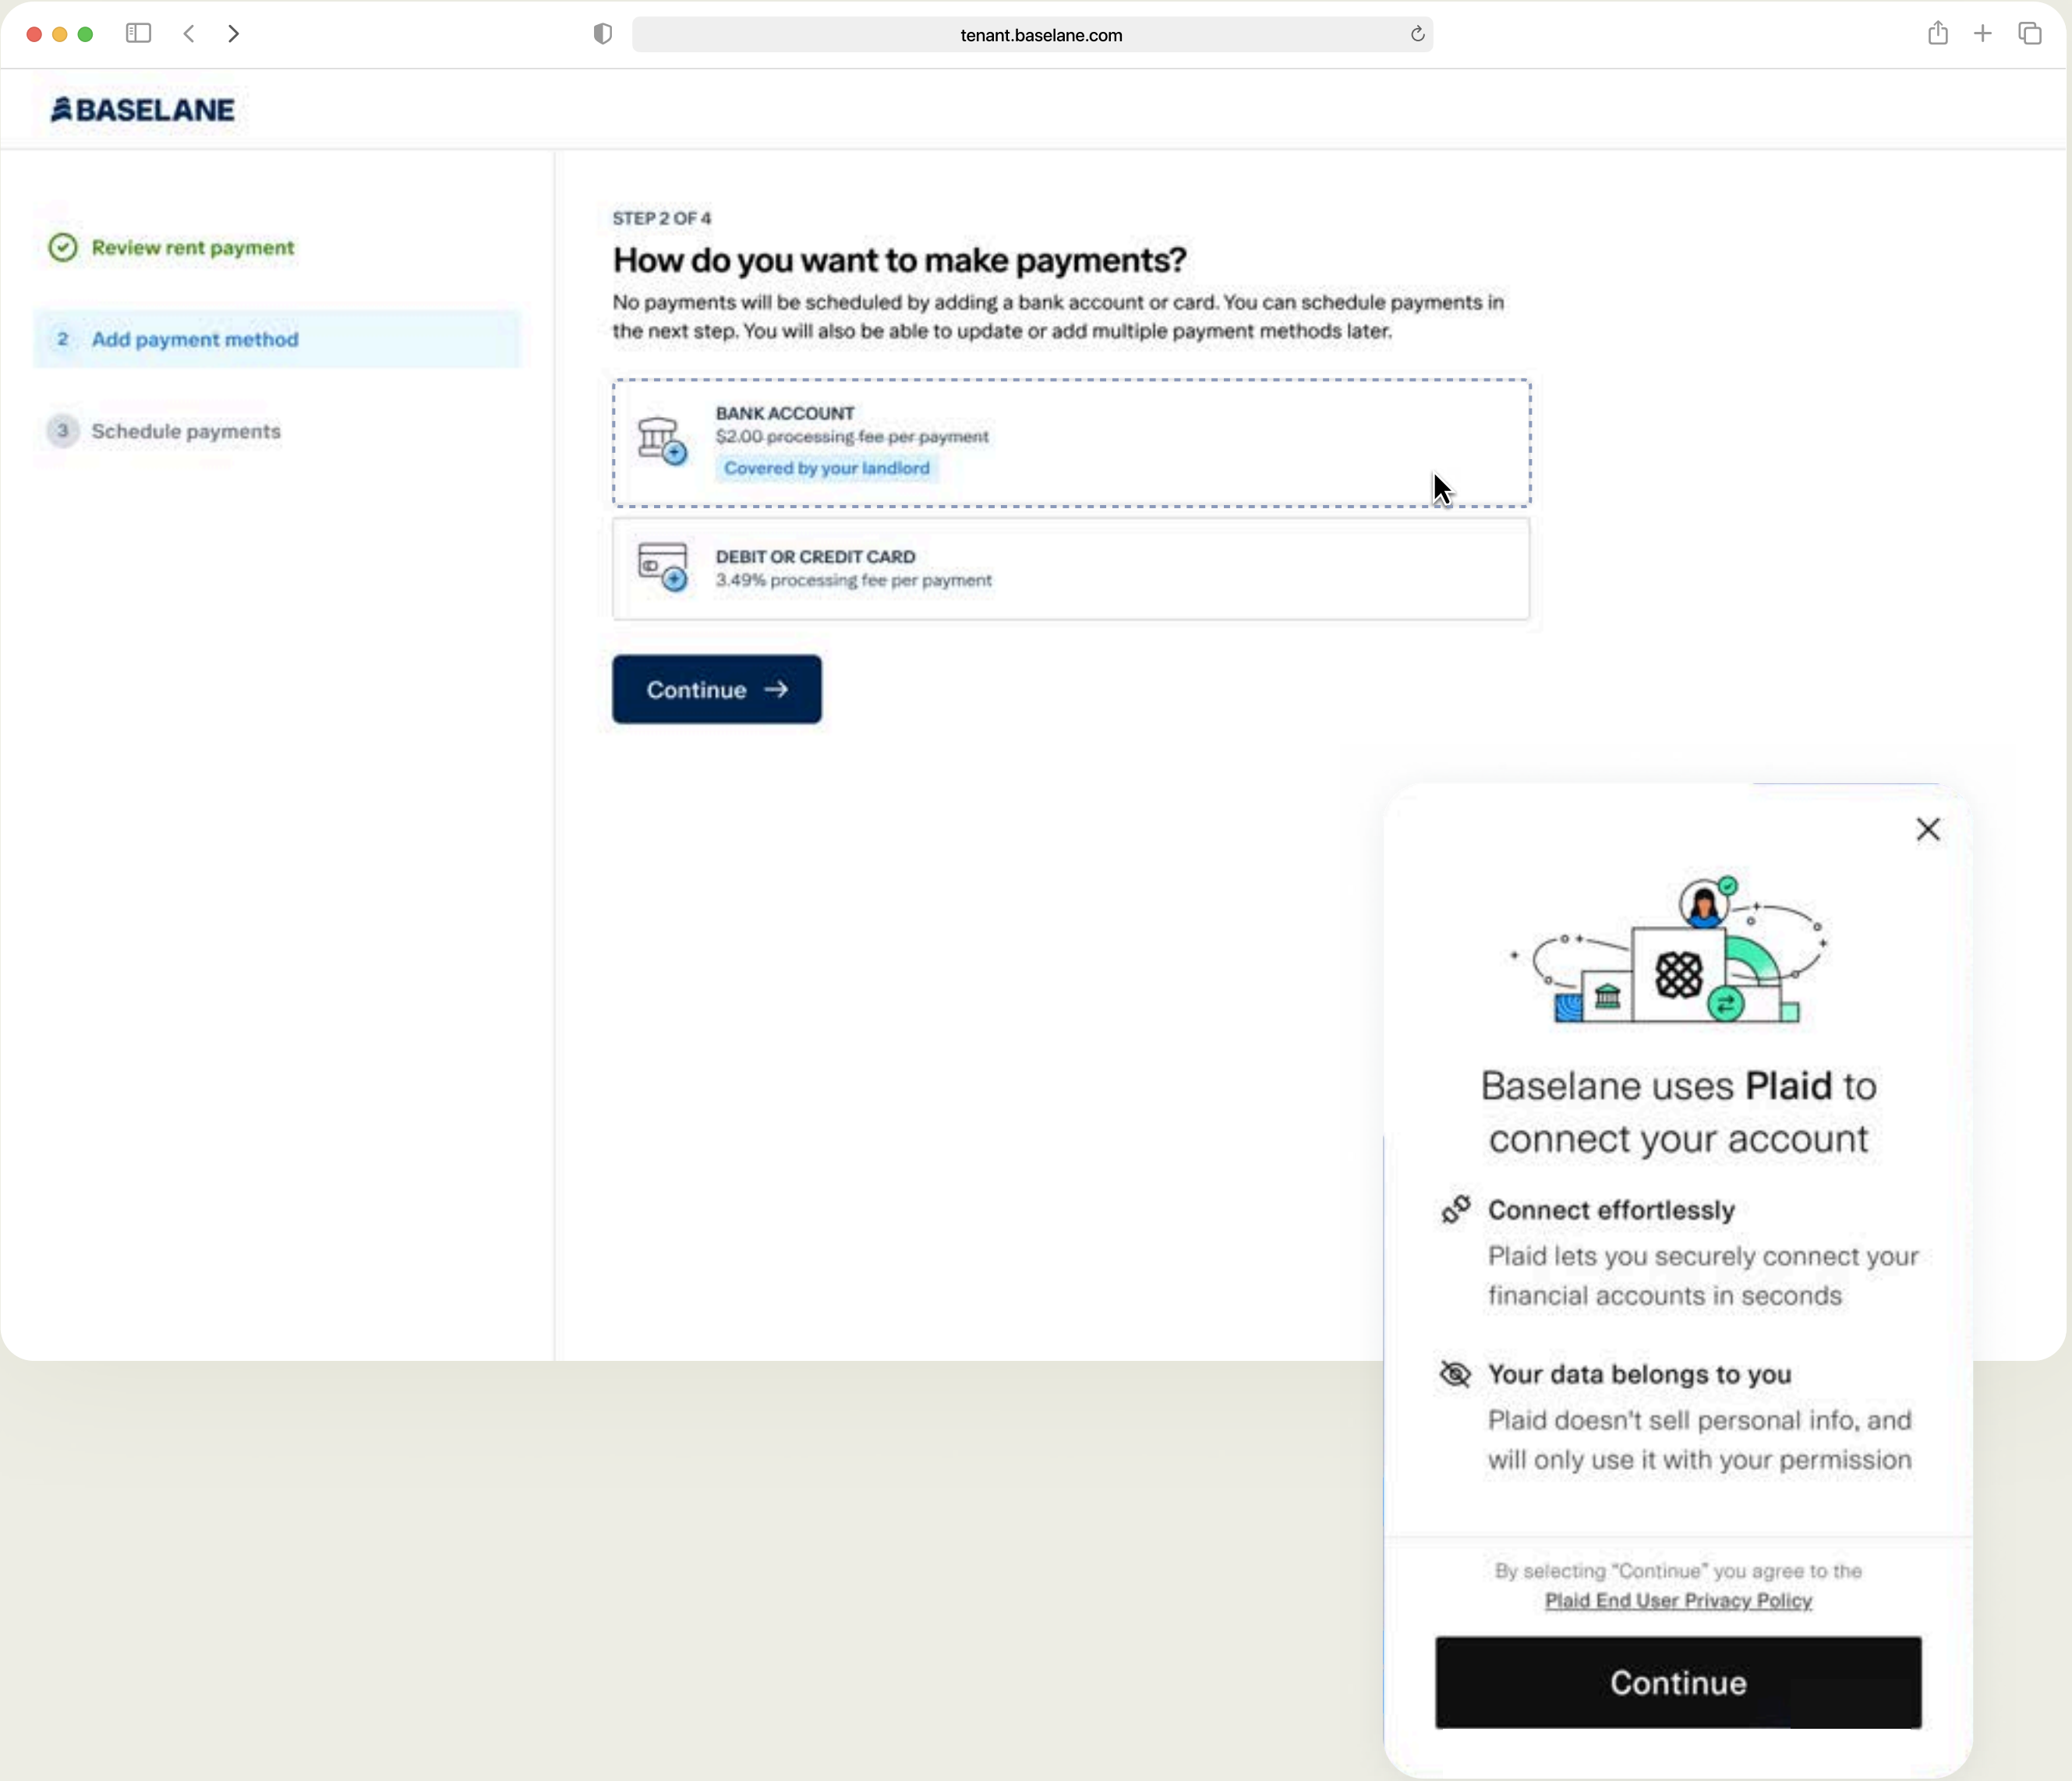 tenant.baselane.com
BASELANE
Review rent payment
2 Add payment method
3 Schedule payments
STEP 2 OF 4
How do you want to make payments?
No payments will be scheduled by adding a bank account or card. You can schedule payments in
the next step. You will also be able to update or add multiple payment methods later.
BANK ACCOUNT
$2.00 processing fee per payment
Covered by your landlord
DEBIT OR CREDIT CARD
3.49% processing fee per payment
Continue →
Baselane uses Plaid to
connect your account
Connect effortlessly
Plaid lets you securely connect your
financial accounts in seconds
Your data belongs to you
Plaid doesn't sell personal info, and
will only use it with your permission
By selecting "Continue" you agree to the
Plaid End User Privacy Policy
Continue